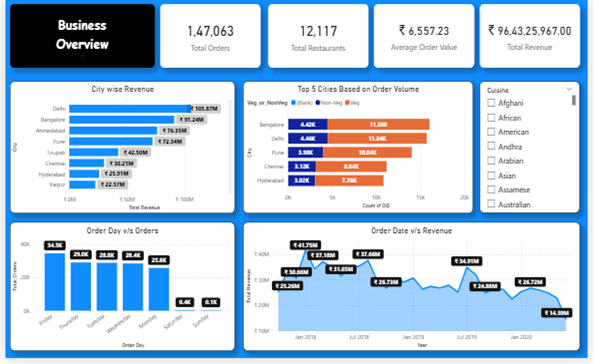 Business
Overview
1,47,063
Total Orders
12,117
Total Restaurants
₹ 6,557.23
Average Order Value
₹ 96,43,25,967.00
Total Revenue
City wise Revenue
City
Delhi
₹ 105.87M
Bangalore
₹ 91.24M
Ahmedabad
₹ 76.35M
Pune
₹ 72.34M
Tirupati
₹ 42.50M
Chennai
₹ 30.21M
Hyderabad
₹ 25.91M
Raipur
₹ 22.57M
₹ 0M
₹ 50M
₹ 100M
Total Revenue
Top 5 Cities Based on Order Volume
Veg_or_NonVeg (Blank) Non-Veg Veg
City
Bangalore
4.42K
11.58K
Delhi
4.46K
11.24K
Pune
3.98K
10.04K
Chennai
3.12K
8.04K
Hyderabad
3.02K
7.78K
0K
5K
10K
15K
20K
Count of OID
Cuisine
Afghani
African
American
Andhra
Arabian
Asian
Assamese
Australian
Order Day v/s Orders
Total Orders
40K
20K
0K
34.5K
29.0K
28.8K
28.4K
25.8K
0.4K
0.1K
Friday
Thursday
Tuesday
Wednesday
Monday
Saturday
Sunday
Order Day
Order Date v/s Revenue
Total Revenue
₹ 40M
₹ 30M
₹ 20M
₹ 10M
₹ 25.26M
₹ 30.66M
₹ 41.75M
₹ 37.18M
₹ 31.65M
₹ 37.66M
₹ 26.73M
₹ 34.91M
₹ 24.88M
₹ 26.72M
₹ 14.59M
Jan 2018
Jul 2018
Jan 2019
Jul 2019
Jan 2020
Year